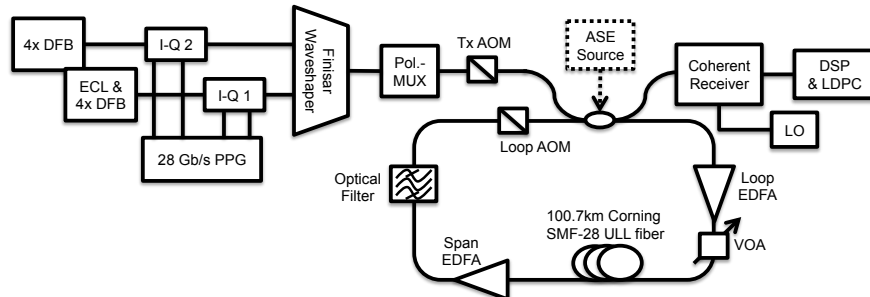 4x DFB
I-Q 2
ECL &
4x DFB
I-Q 1
28 Gb/s PPG
Finisar
Waveshaper
Pol.-
MUX
Tx AOM
ASE
Source
Coherent
Receiver
DSP
& LDPC
LO
Loop AOM
Optical
Filter
Loop
EDFA
100.7km Corning
SMF-28 ULL fiber
VOA
Span
EDFA